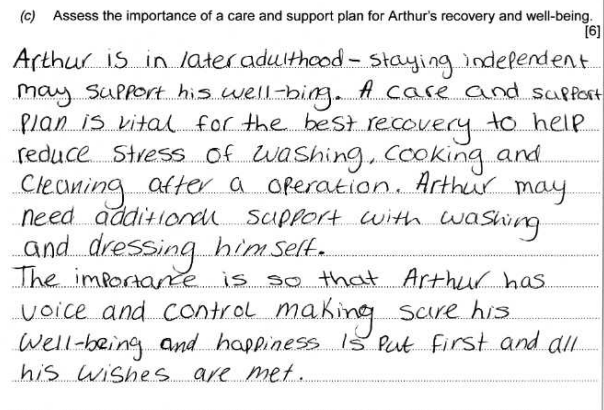 (c) Assess the importance of a care and support plan for Arthur's recovery and well-being.
[6]
Arthur is in later adulthood - staying independent
may support his well-bing. A care and support
plan is vital for the best recovery to help
reduce stress of washing, cooking and
cleaning after a operation. Arthur may
need additional support with washing
and dressing himself.
The importance is so that Arthur has
voice and control making sure his
well-being and happiness is put first and all
his wishes are met.